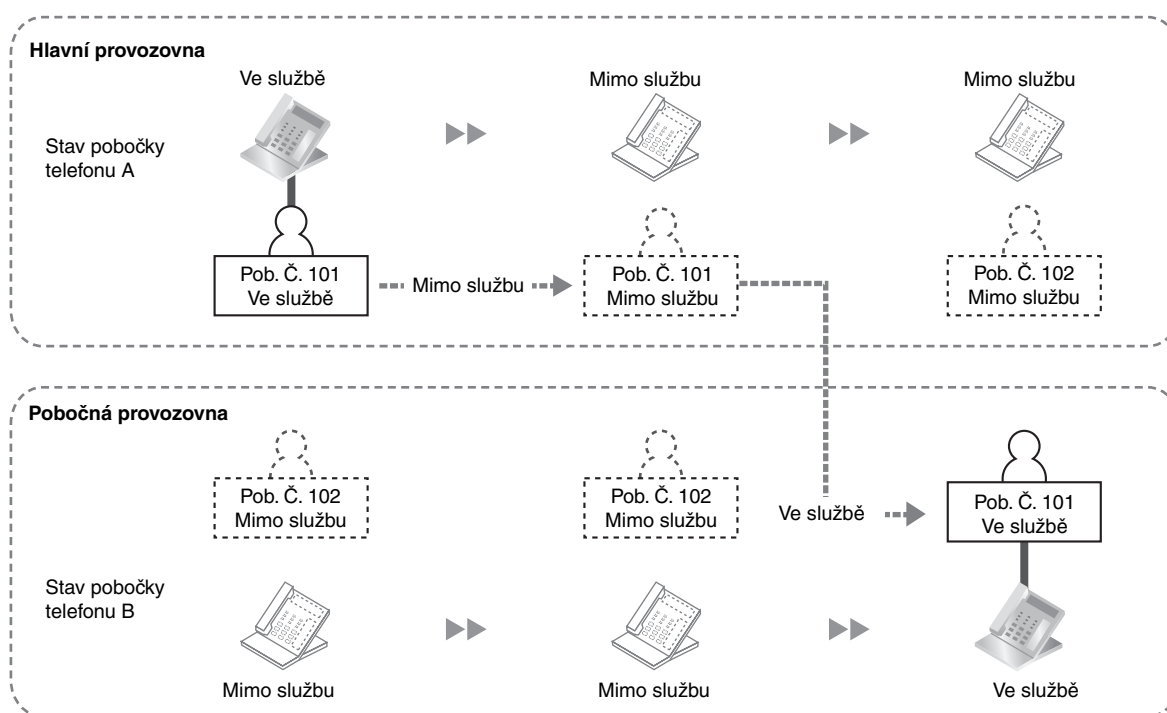 Hlavní provozovna
Ve službě
Mimo službu
Mimo službu
Stav pobočky
telefonu A
Pob. Č. 101
Ve službě
Mimo službu
Pob. Č. 101
Mimo službu
Pob. Č. 102
Mimo službu
Pobočná provozovna
Pob. Č. 102
Mimo službu
Pob. Č. 102
Mimo službu
Ve službě
Pob. Č. 101
Ve službě
Stav pobočky
telefonu B
Mimo službu
Mimo službu
Ve službě